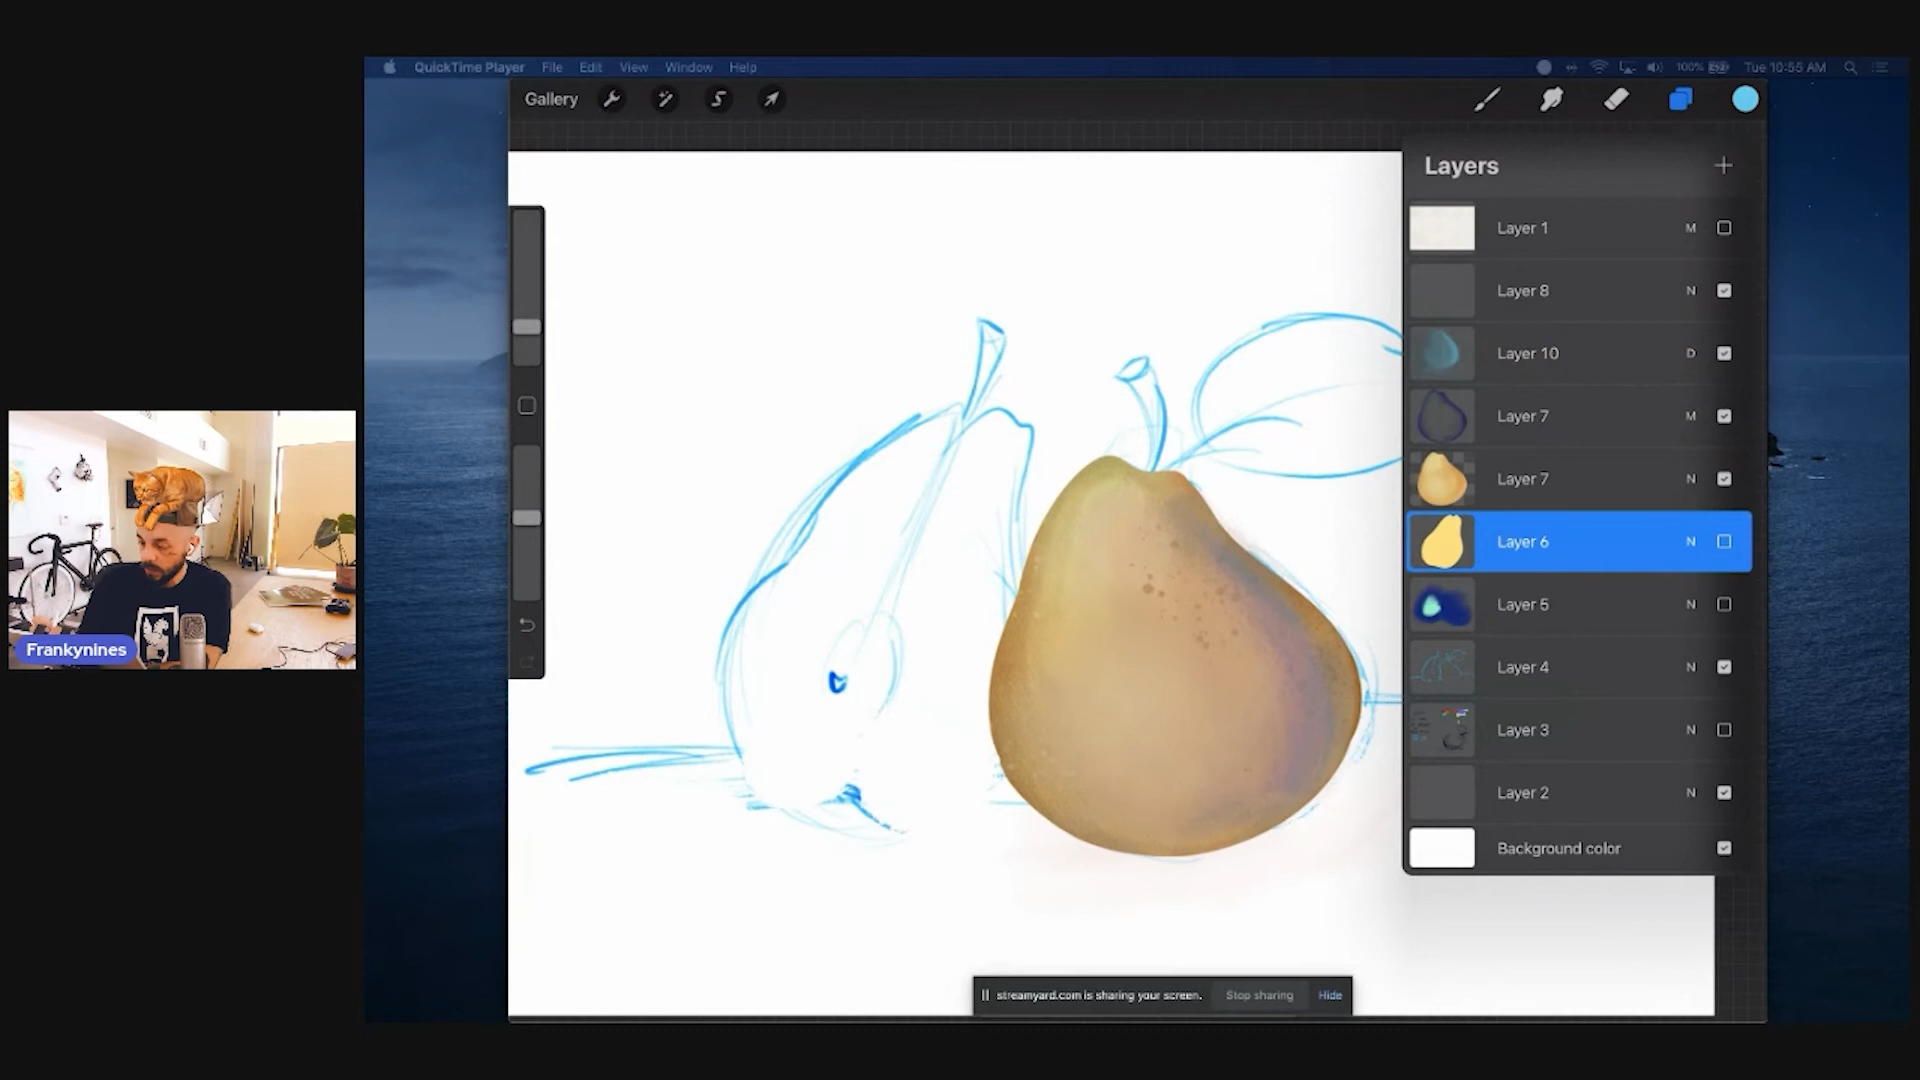 QuickTime Player File Edit View Window Help 100% Tue 10:55 AM
Gallery
Layers
Layer 1 M
Layer 8 N
Layer 10 D
Layer 7 M
Layer 7 N
Layer 6 N
Layer 5 N
Layer 4 N
Layer 3 N
Layer 2 N
Background color
Frankynines
streamyard.com is sharing your screen. Stop sharing Hide